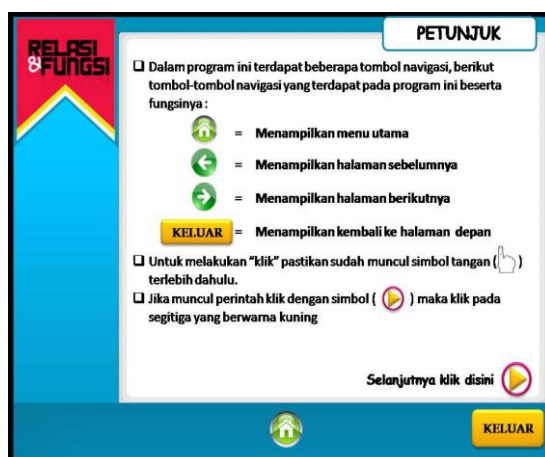 PETUNJUK
RELASI
&FUNGSI
Dalam program ini terdapat beberapa tombol navigasi, berikut
tombol-tombol navigasi yang terdapat pada program ini beserta
fungsinya :
= Menampilkan menu utama
= Menampilkan halaman sebelumnya
= Menampilkan halaman berikutnya
KELUAR = Menampilkan kembali ke halaman depan
Untuk melakukan “klik” pastikan sudah muncul simbol tangan ( )
terlebih dahulu.
Jika muncul perintah klik dengan simbol ( ) maka klik pada
segitiga yang berwarna kuning
Selanjutnya klik disini
KELUAR